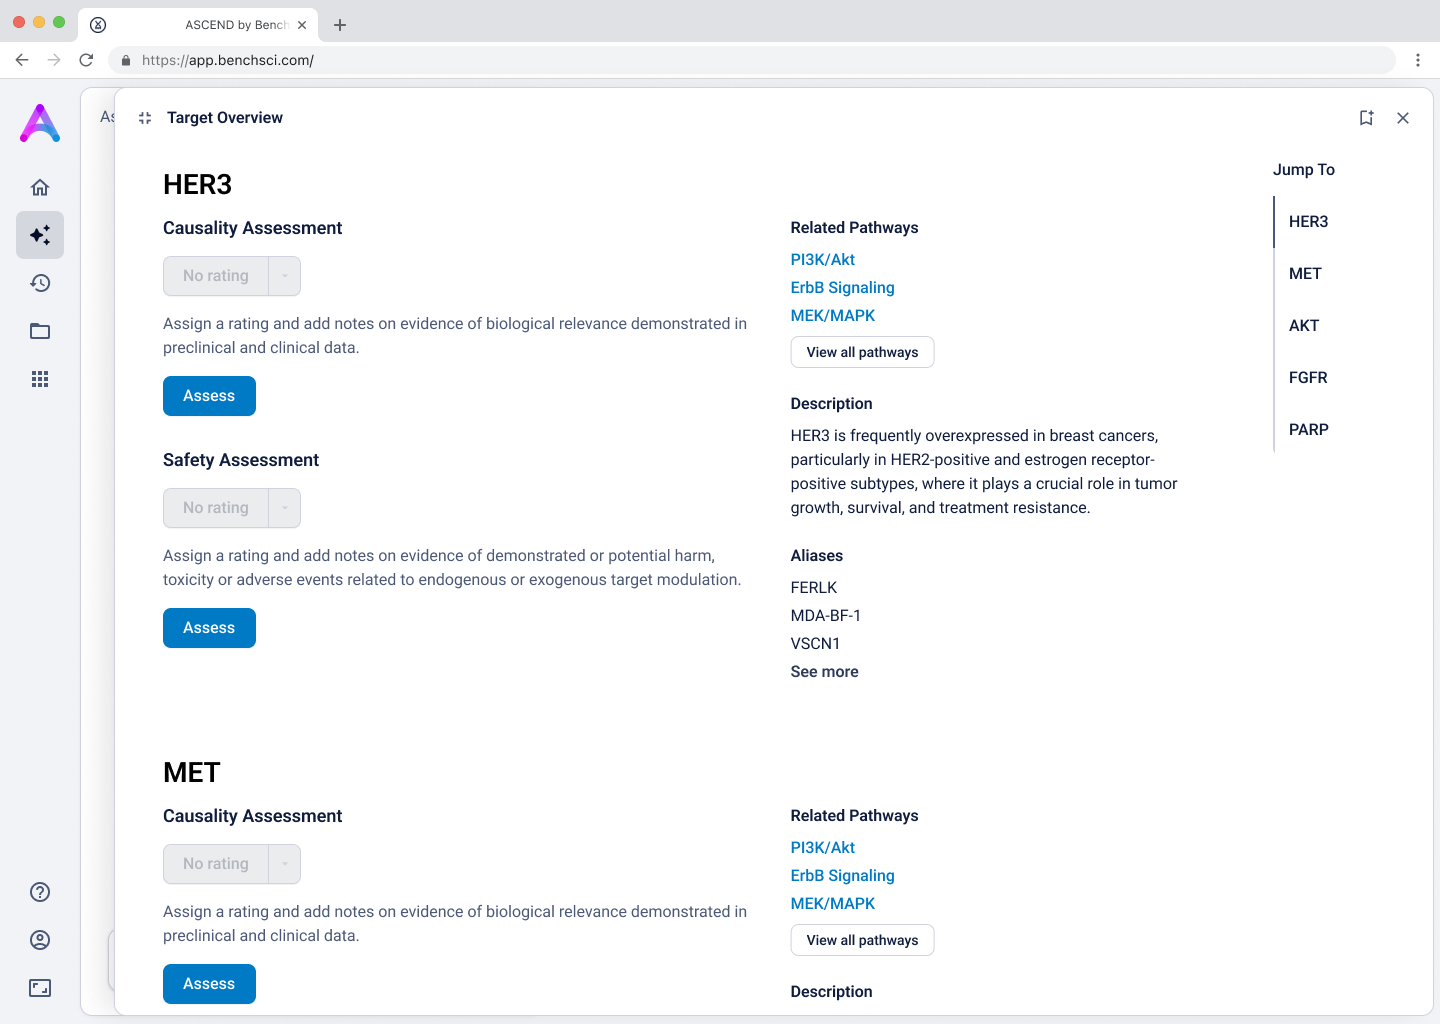 ASCEND by Bench
https://app.benchsci.com/
As
Target Overview
HER3
Causality Assessment
No rating
Assign a rating and add notes on evidence of biological relevance demonstrated in
preclinical and clinical data.
Assess
Safety Assessment
No rating
Assign a rating and add notes on evidence of demonstrated or potential harm,
toxicity or adverse events related to endogenous or exogenous target modulation.
Assess
Related Pathways
PI3K/Akt
ErbB Signaling
MEK/MAPK
View all pathways
Description
HER3 is frequently overexpressed in breast cancers,
particularly in HER2-positive and estrogen receptor-
positive subtypes, where it plays a crucial role in tumor
growth, survival, and treatment resistance.
Aliases
FERLK
MDA-BF-1
VSCN1
See more
Jump To
HER3
MET
AKT
FGFR
PARP
MET
Causality Assessment
No rating
Assign a rating and add notes on evidence of biological relevance demonstrated in
preclinical and clinical data.
Assess
Related Pathways
PI3K/Akt
ErbB Signaling
MEK/MAPK
View all pathways
Description